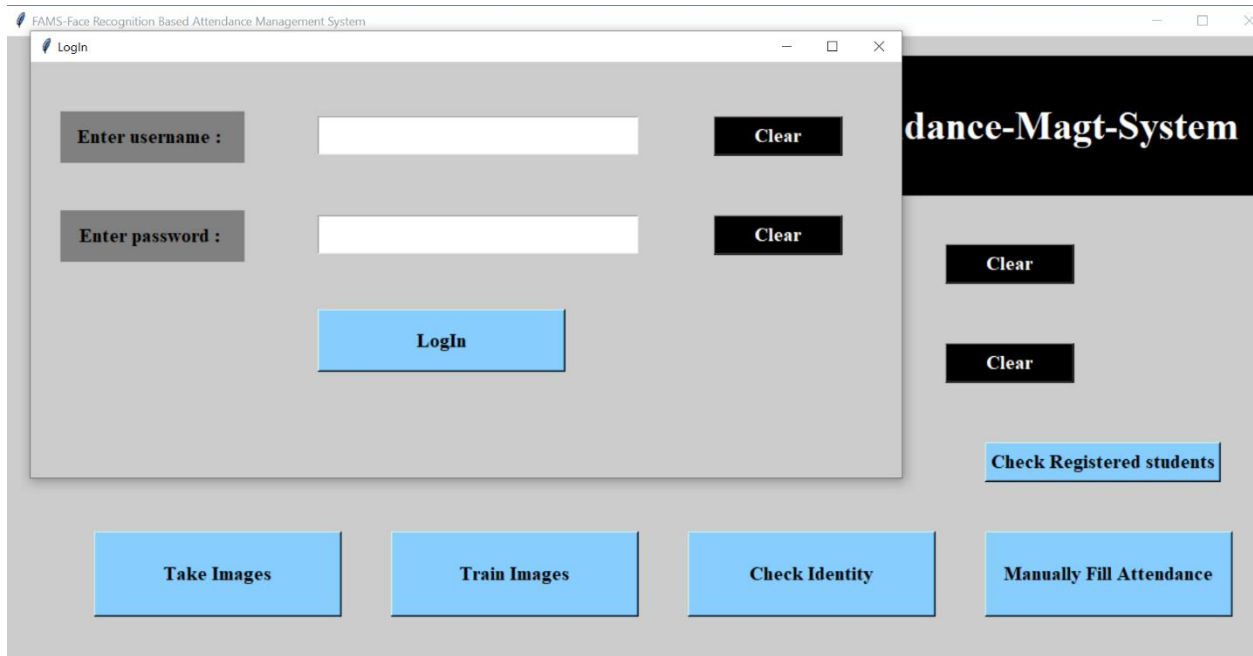 FAMS-Face Recognition Based Attendance Management System
LogIn
dance-Magt-System
Enter username :
Clear
Enter password :
Clear
Clear
LogIn
Clear
Check Registered students
Take Images
Train Images
Check Identity
Manually Fill Attendance